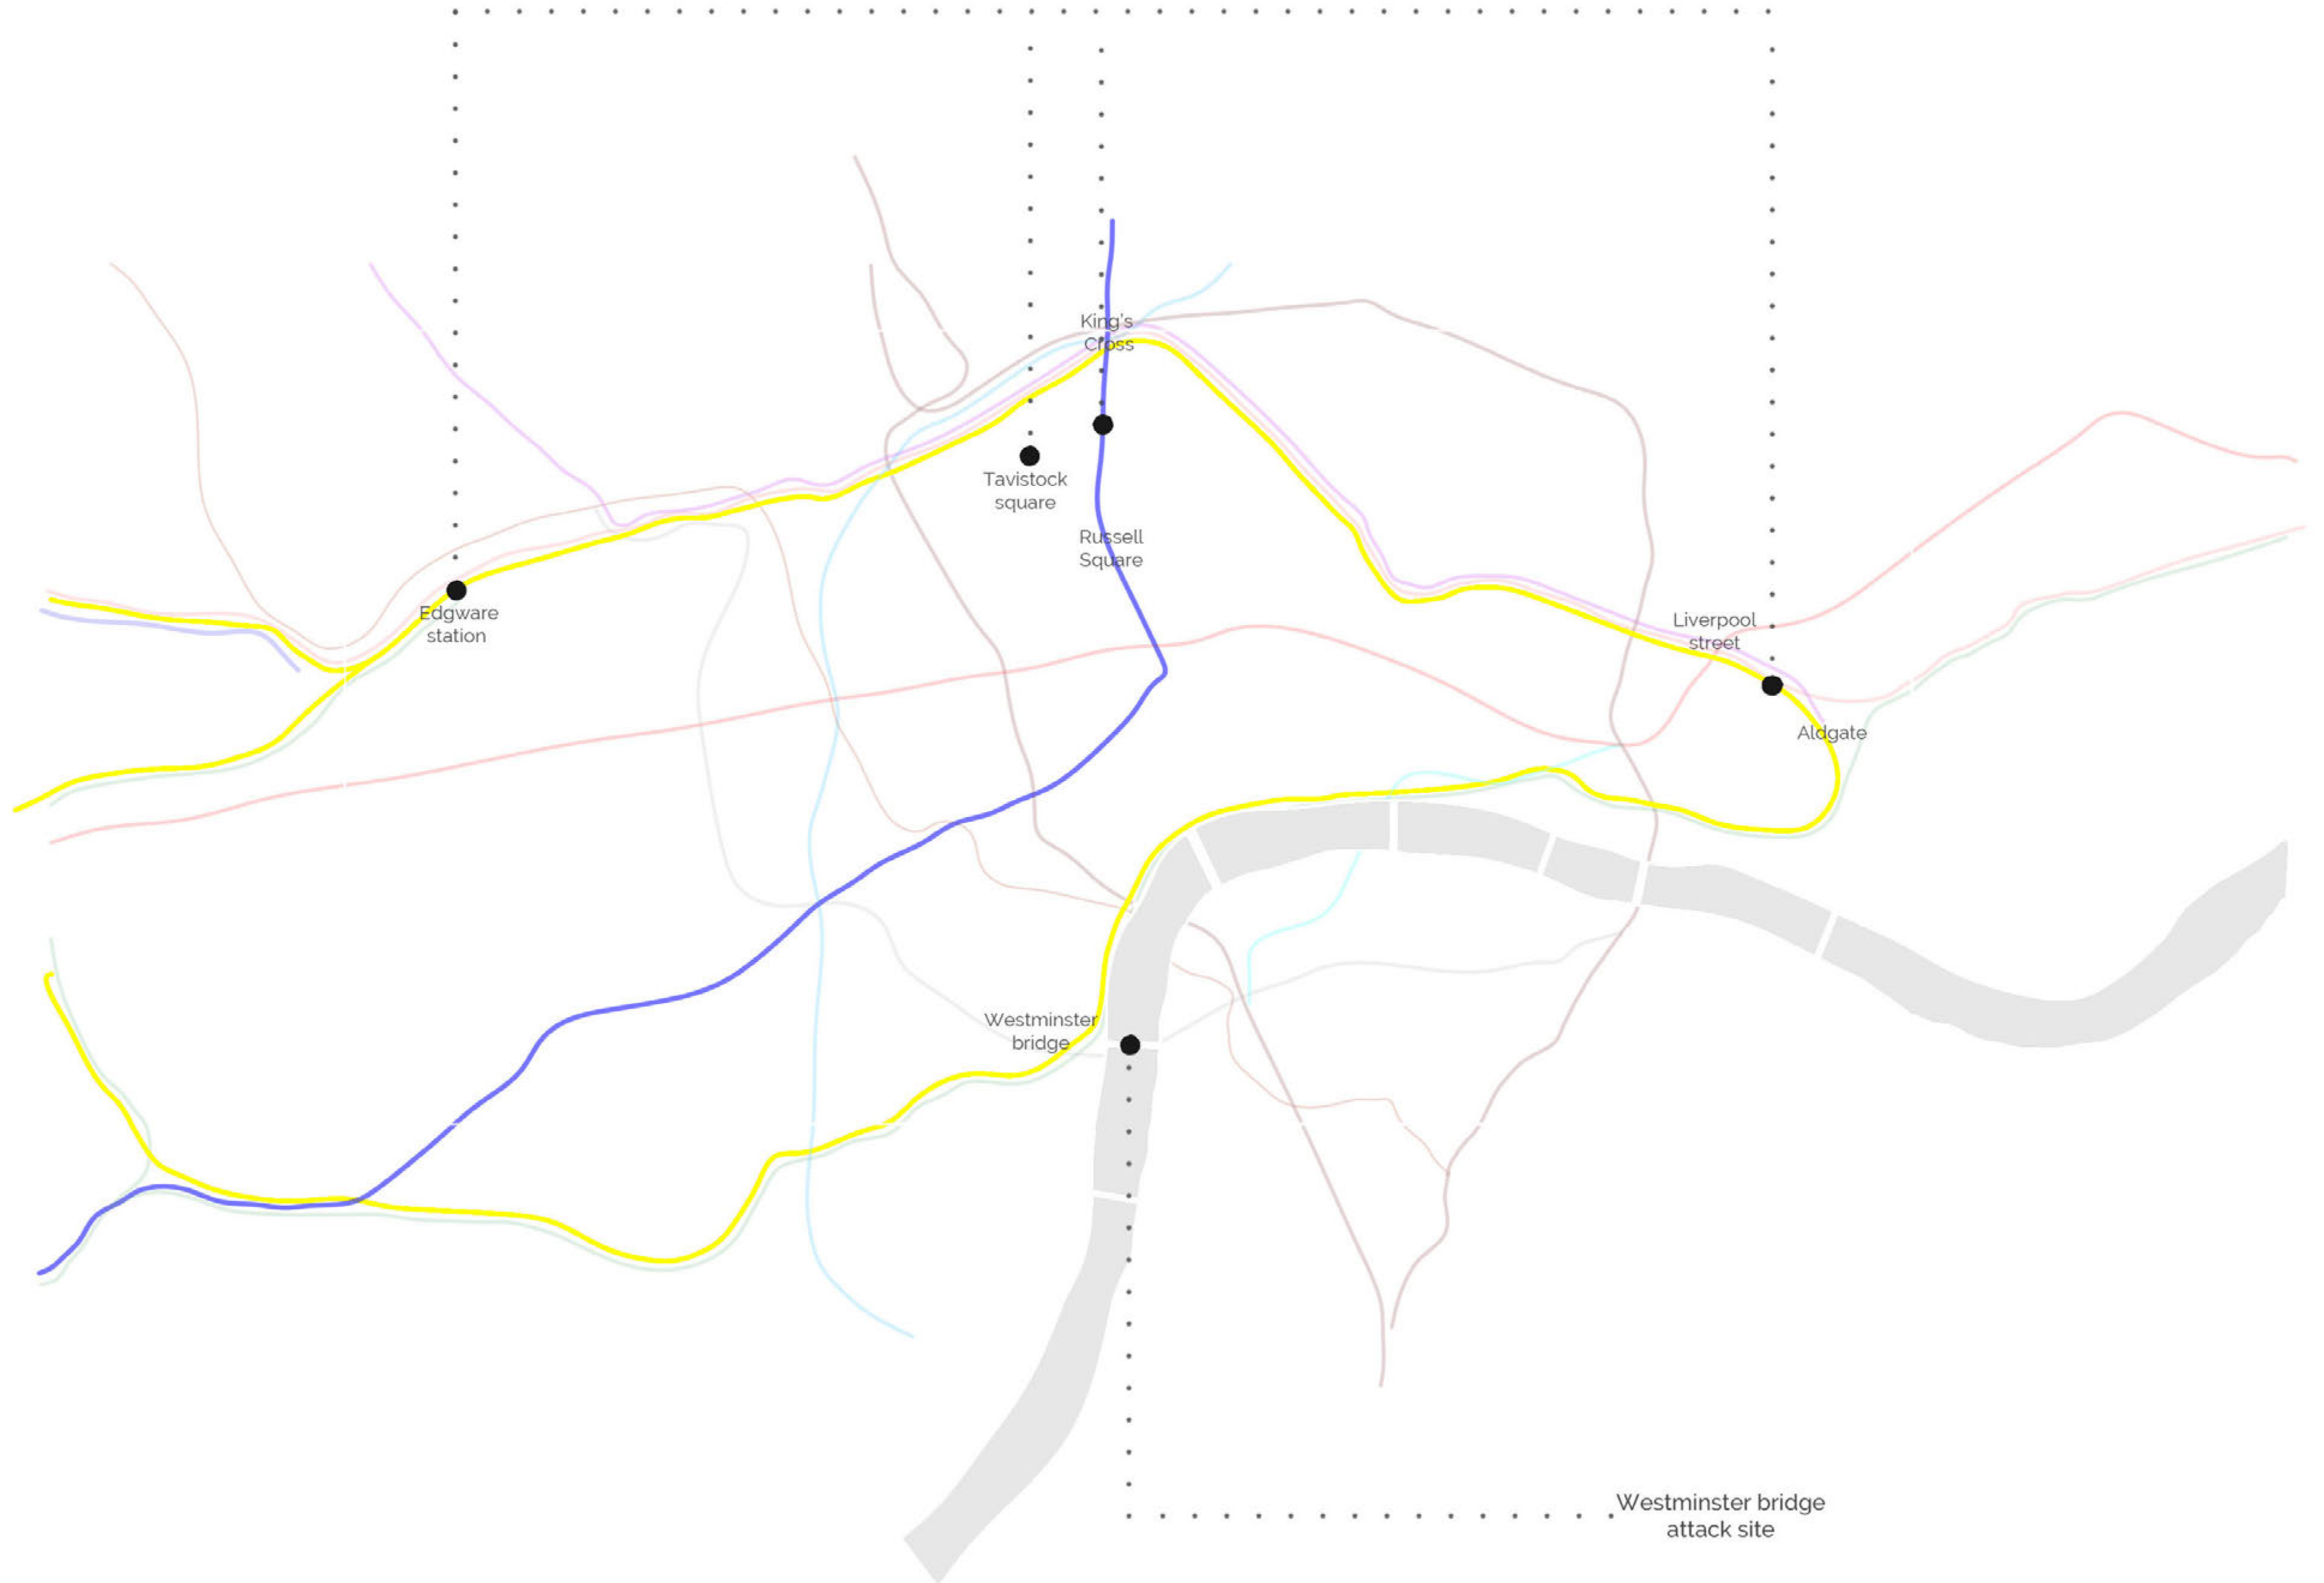 King's
Cross
Tavistock
square
Russell
Square
Edgware
station
Liverpool
street
Aldgate
Westminster
bridge
Westminster bridge
attack site